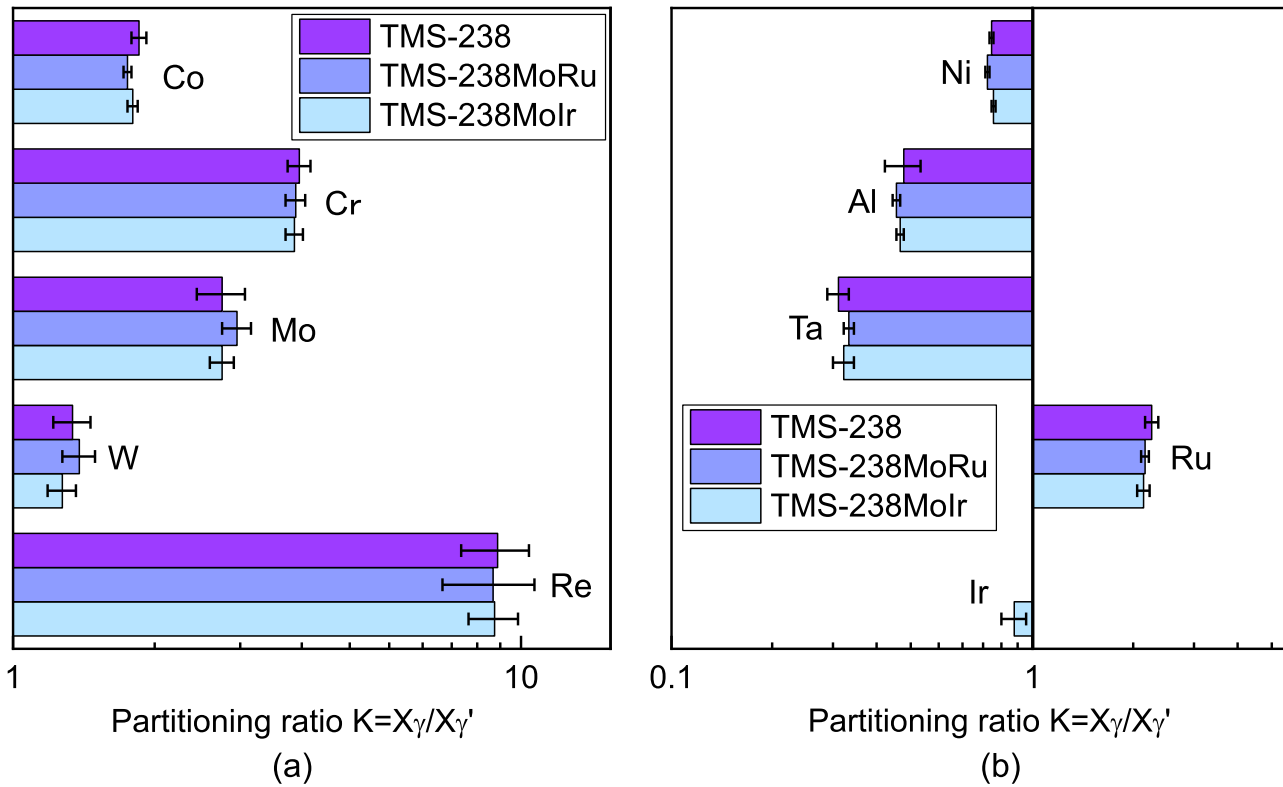 TMS-238
TMS-238MoRu
TMS-238MoIr
Co
Cr
Mo
W
Re
1
10
Partitioning ratio K=Xγ/Xγ'
(a)
Ni
Al
Ta
TMS-238
TMS-238MoRu
TMS-238MoIr
Ru
Ir
0.1
1
Partitioning ratio K=Xγ/Xγ'
(b)